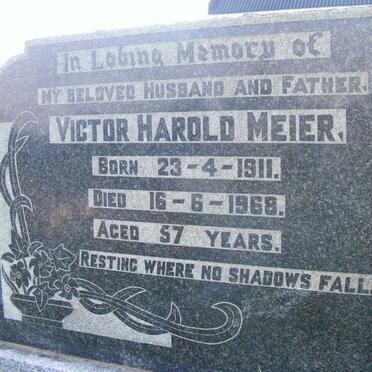 In Loving Memory of
MY BELOVED HUSBAND AND FATHER,
VICTOR HAROLD MEIER,
BORN 23-4-1911.
DIED 16-6-1968.
AGED 57 YEARS.
RESTING WHERE NO SHADOWS FALL.